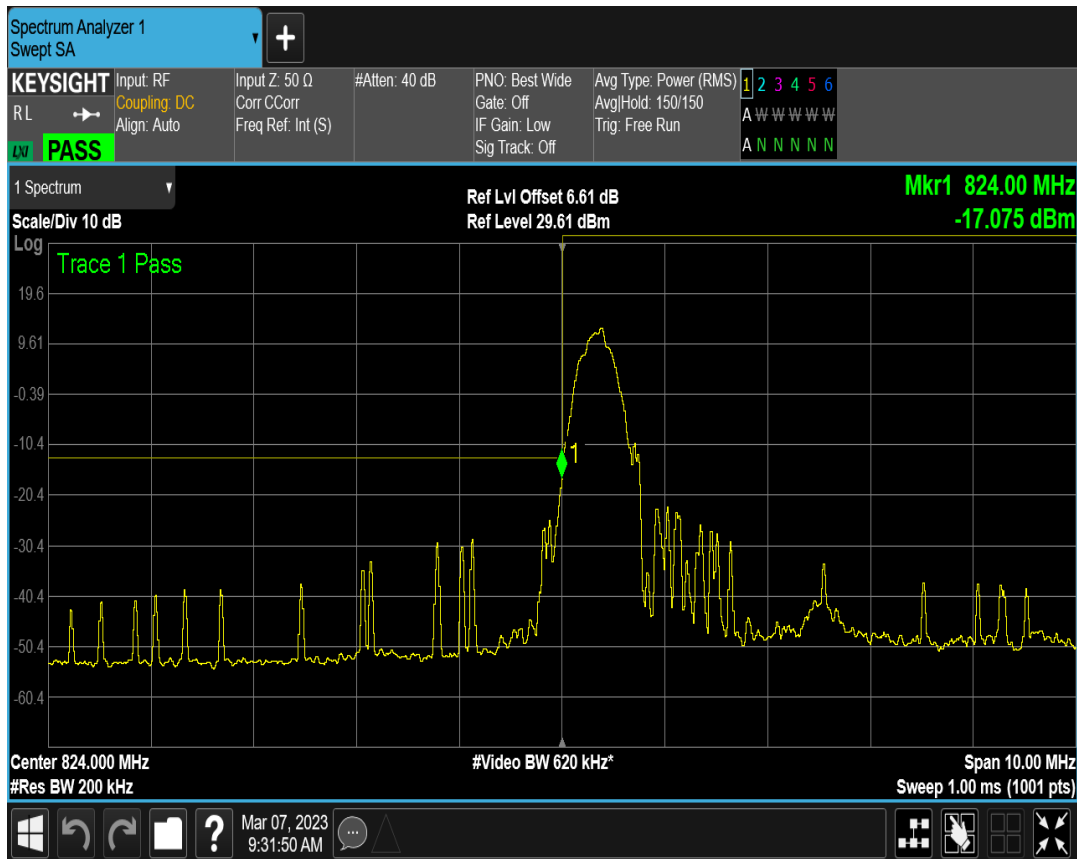 Spectrum Analyzer 1
Swept SA
+
KEYSIGHT
RL
LXI PASS
Input: RF
Coupling: DC
Align: Auto
Input Z: 50 Ω
Corr CCorr
Freq Ref: Int (S)
#Atten: 40 dB
PNO: Best Wide
Gate: Off
IF Gain: Low
Sig Track: Off
Avg Type: Power (RMS)
Avg|Hold: 150/150
Trig: Free Run
1 2 3 4 5 6
A W W W W W
A N N N N N
1 Spectrum
Scale/Div 10 dB
Ref Lvl Offset 6.61 dB
Ref Level 29.61 dBm
Mkr1 824.00 MHz
-17.075 dBm
Log
Trace 1 Pass
19.6
9.61
-0.39
-10.4
1
-20.4
-30.4
-40.4
-50.4
-60.4
Center 824.000 MHz
#Video BW 620 kHz*
Span 10.00 MHz
#Res BW 200 kHz
Sweep 1.00 ms (1001 pts)
?
Mar 07, 2023
9:31:50 AM